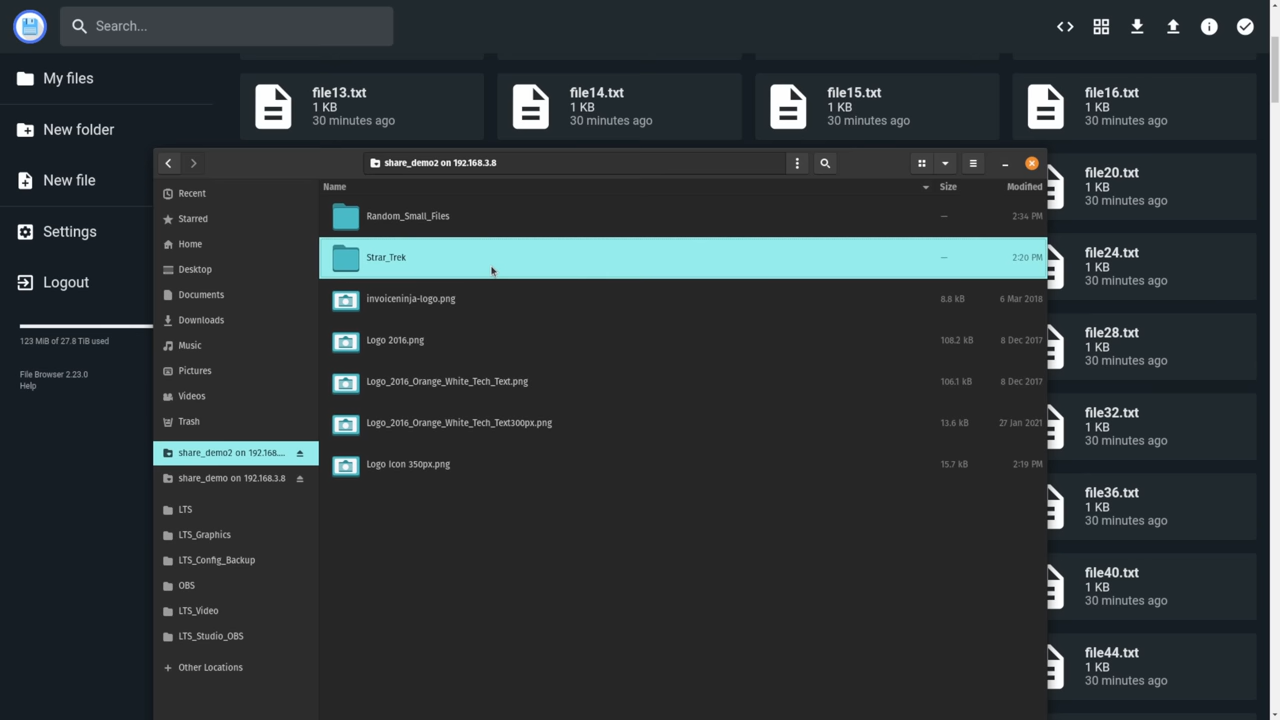 Search...
My files
New folder
New file
Settings
Logout
123 MiB of 27.8 TiB used
File Browser 2.23.0
Help
file13.txt
1 KB
30 minutes ago
file14.txt
1 KB
30 minutes ago
file15.txt
1 KB
30 minutes ago
file16.txt
1 KB
30 minutes ago
file20.txt
1 KB
30 minutes ago
file24.txt
1 KB
30 minutes ago
file28.txt
1 KB
30 minutes ago
file32.txt
1 KB
30 minutes ago
file36.txt
1 KB
30 minutes ago
file40.txt
1 KB
30 minutes ago
file44.txt
1 KB
30 minutes ago
share_demo2 on 192.168.3.8
Recent
Starred
Home
Desktop
Documents
Downloads
Music
Pictures
Videos
Trash
share_demo2 on 192.168....
share_demo on 192.168.3.8
LTS
LTS_Graphics
LTS_Config_Backup
OBS
LTS_Video
LTS_Studio_OBS
Other Locations
Name Size Modified
Random_Small_Files — 2:34 PM
Strar_Trek — 2:20 PM
invoiceninja-logo.png 8.8 kB 6 Mar 2018
Logo 2016.png 108.2 kB 8 Dec 2017
Logo_2016_Orange_White_Tech_Text.png 106.1 kB 8 Dec 2017
Logo_2016_Orange_White_Tech_Text300px.png 13.6 kB 27 Jan 2021
Logo Icon 350px.png 15.7 kB 2:19 PM